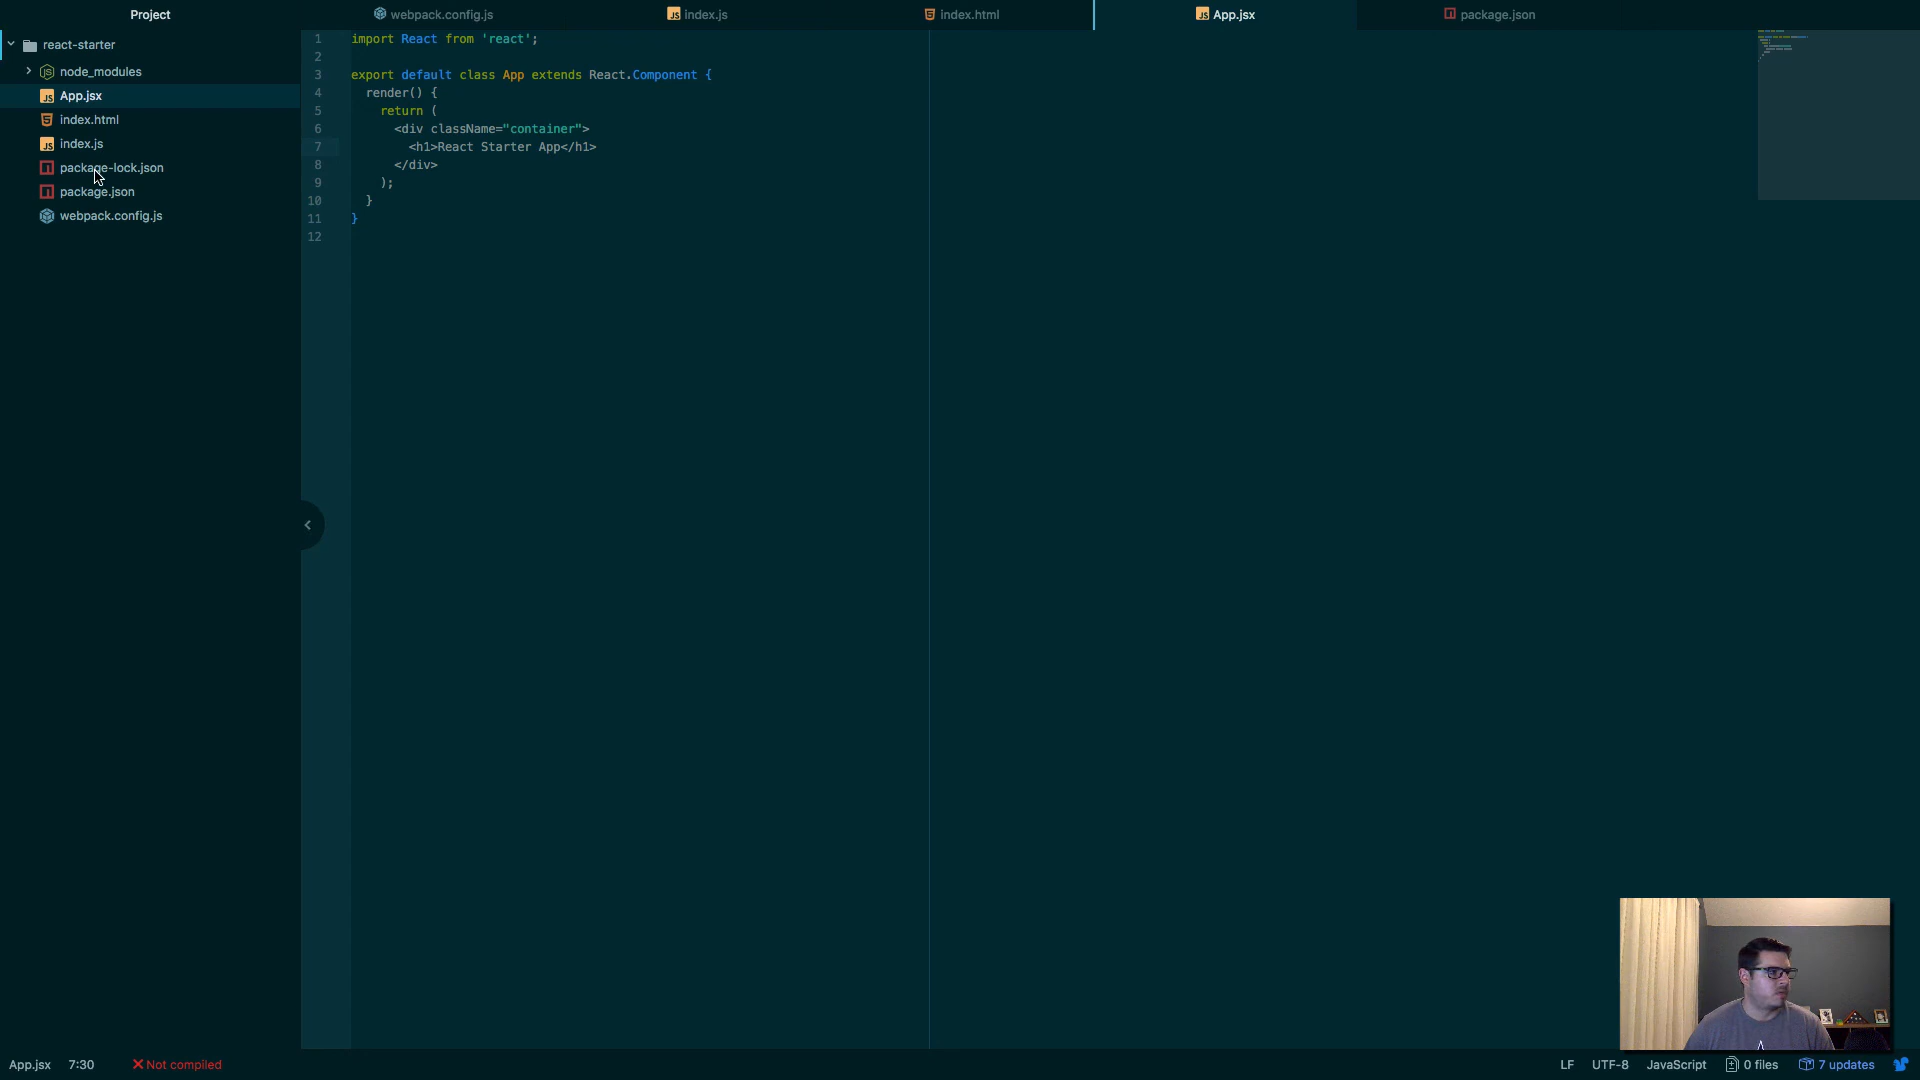 Project
webpack.config.js
index.js
index.html
App.jsx
package.json
react-starter
node_modules
App.jsx
index.html
index.js
package-lock.json
package.json
webpack.config.js
1 import React from 'react';
2
3 export default class App extends React.Component {
4 render() {
5 return (
6 <div className="container">
7 <h1>React Starter App</h1>
8 </div>
9 );
10 }
11 }
12
App.jsx 7:30 Not compiled
LF UTF-8 JavaScript 0 files 7 updates